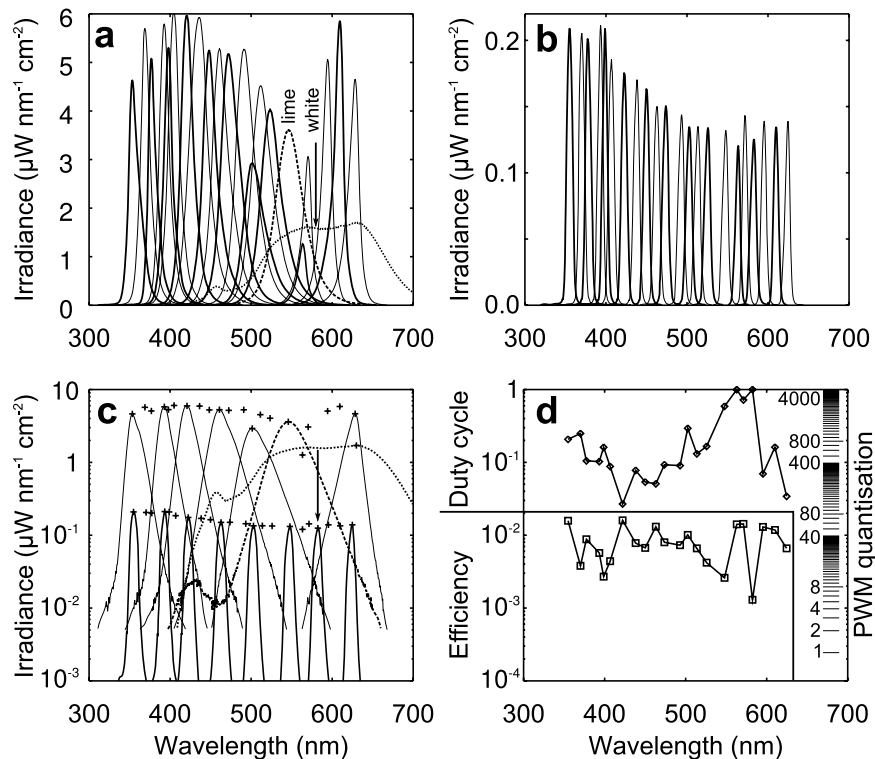 a
b
6
5
4
3
2
1
0
Irradiance (µW nm-1 cm-2)
lime
white
300 400 500 600 700
0.2
0.1
0.0
Irradiance (µW nm-1 cm-2)
300 400 500 600 700
c
d
10
1
10-1
10-2
10-3
Irradiance (µW nm-1 cm-2)
300 400 500 600 700
Wavelength (nm)
1
10-1
10-2
10-3
10-4
Duty cycle
Efficiency
4000
800
400
80
40
8
4
2
1
PWM quantisation
300 400 500 600 700
Wavelength (nm)